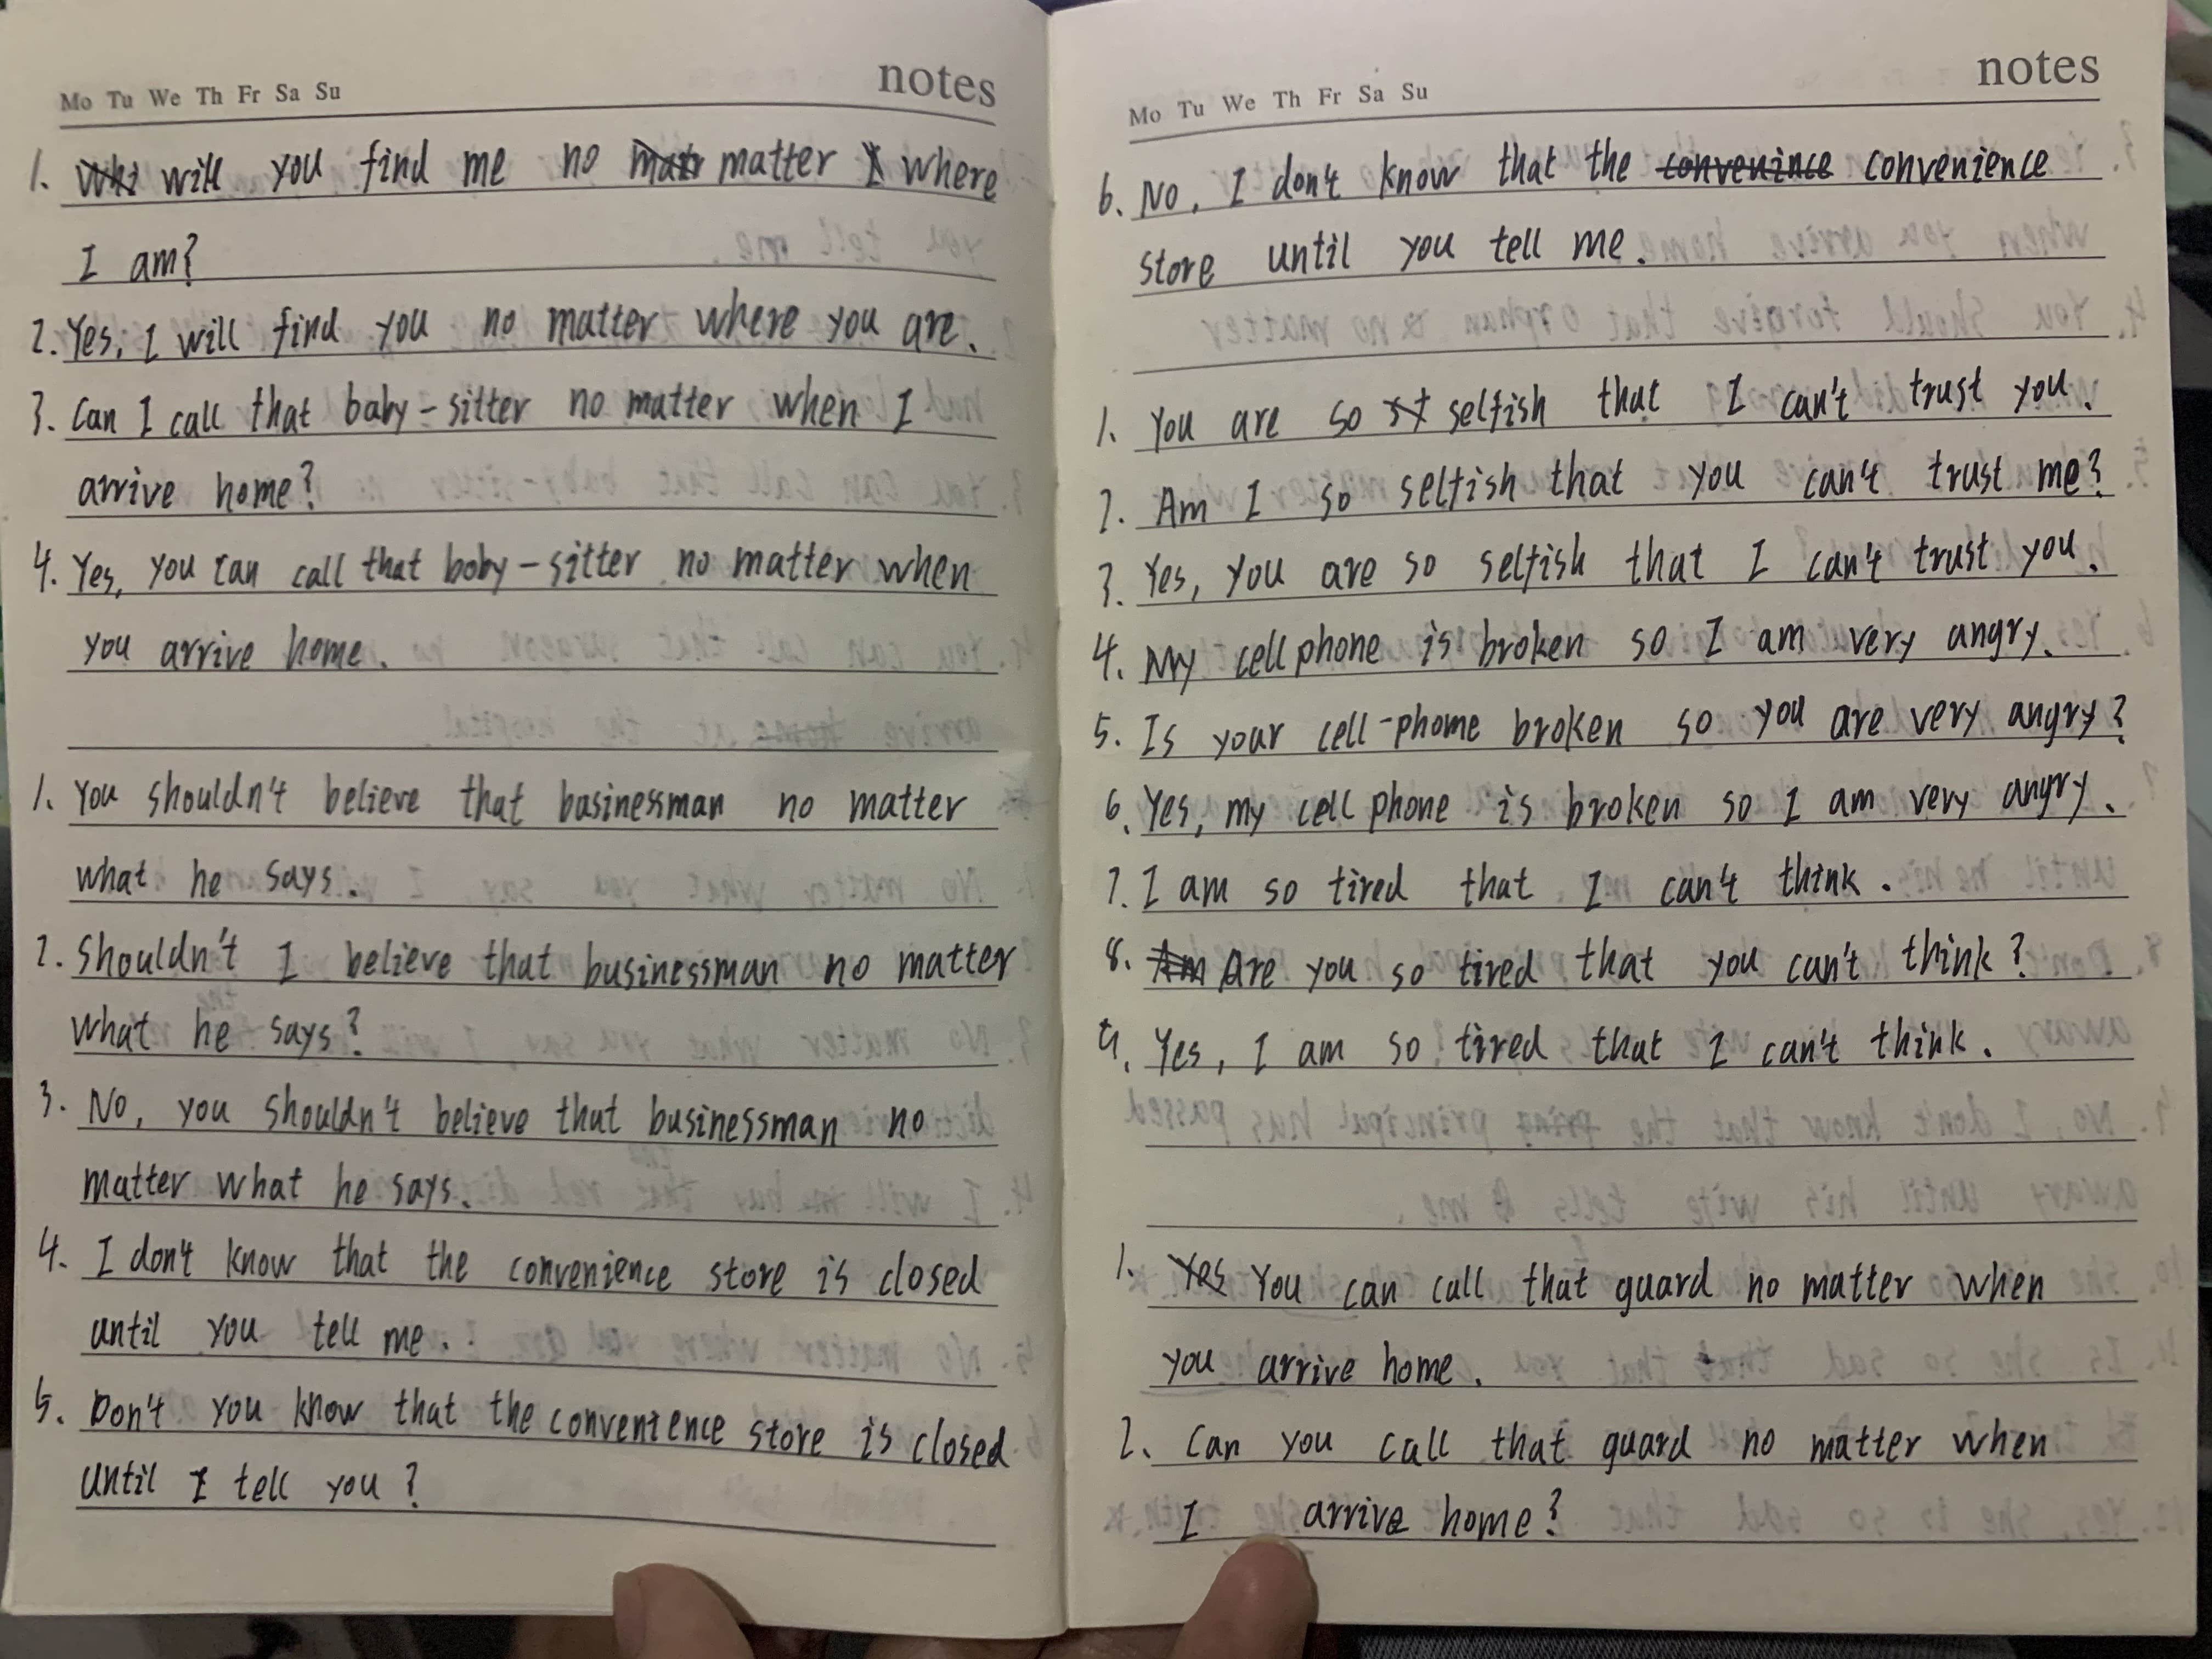 Mo Tu We Th Fr Sa Su notes
1. will you find me no matter where
I am?
2. Yes, I will find you no matter where you are.
3. Can I call that baby-sitter no matter when I
arrive home?
4. Yes, you can call that boby-sitter no matter when
you arrive home.
1. You shouldn't believe that businessman no matter
what he says.
2. Shouldn't I believe that businessman no matter
what he says?
3. No, you shouldn't believe that businessman no
matter what he says.
4. I don't know that the convenience store is closed
until you tell me.
5. Don't you know that the convenience store is closed
until I tell you?
Mo Tu We Th Fr Sa Su notes
6. No, I don't know that the convenince convenience
store until you tell me.
1. You are so selfish that I can't trust you.
2. Am I so selfish that you can't trust me?
3. Yes, you are so selfish that I can't trust you.
4. My cell phone is broken so I am very angry.
5. Is your cell-phome broken so you are very angry?
6. Yes, my cell phone is broken so I am very angry.
7. I am so tired that I can't think.
8. Am Are you so tired that you can't think?
9. Yes, I am so tired that I can't think.
1. Yes You can call that guard no matter when
you arrive home.
2. Can you call that guard no matter when
I arrive home?